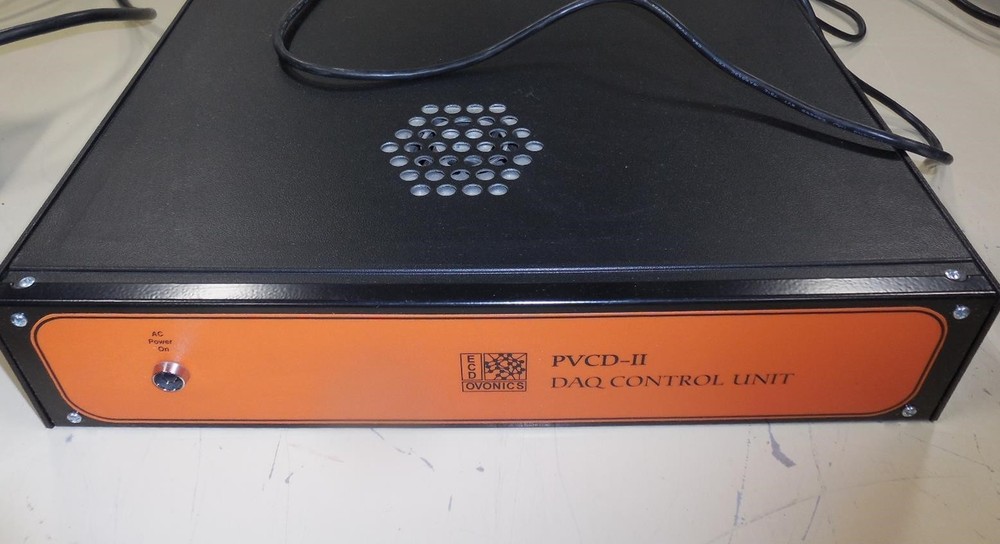 AC
Power
On
ECD
OVONICS
PVCD-II
DAQ CONTROL UNIT